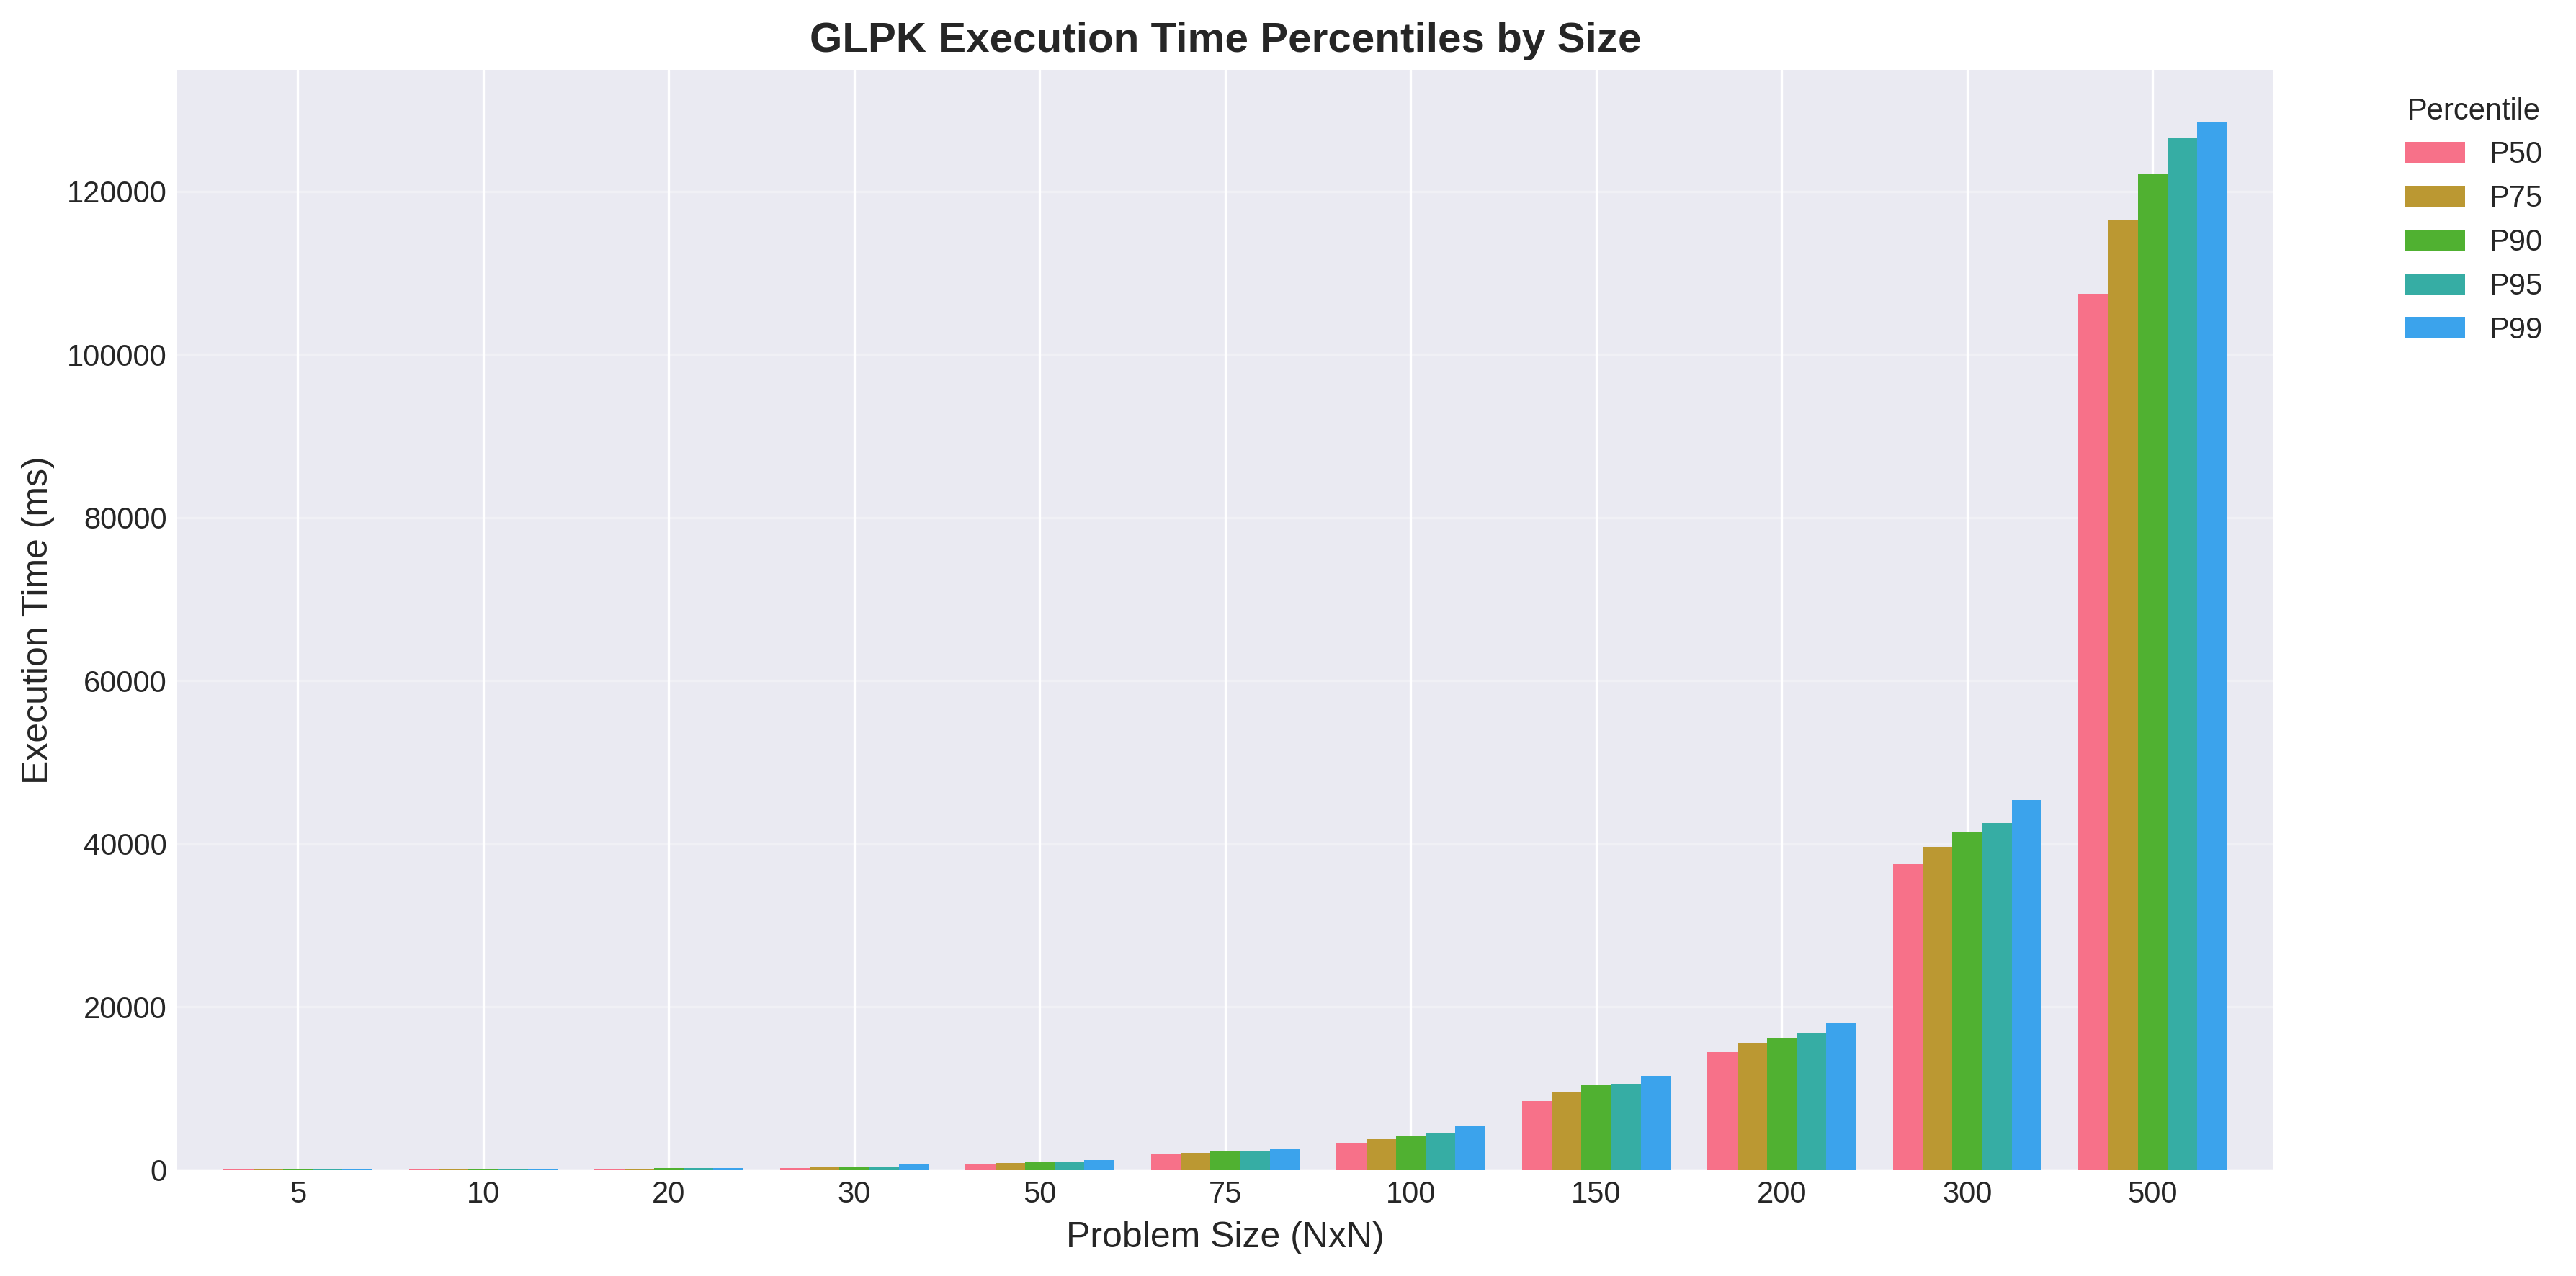 GLPK Execution Time Percentiles by Size
Execution Time (ms)
120000
100000
80000
60000
40000
20000
0
5 10 20 30 50 75 100 150 200 300 500
Problem Size (NxN)
Percentile
P50
P75
P90
P95
P99